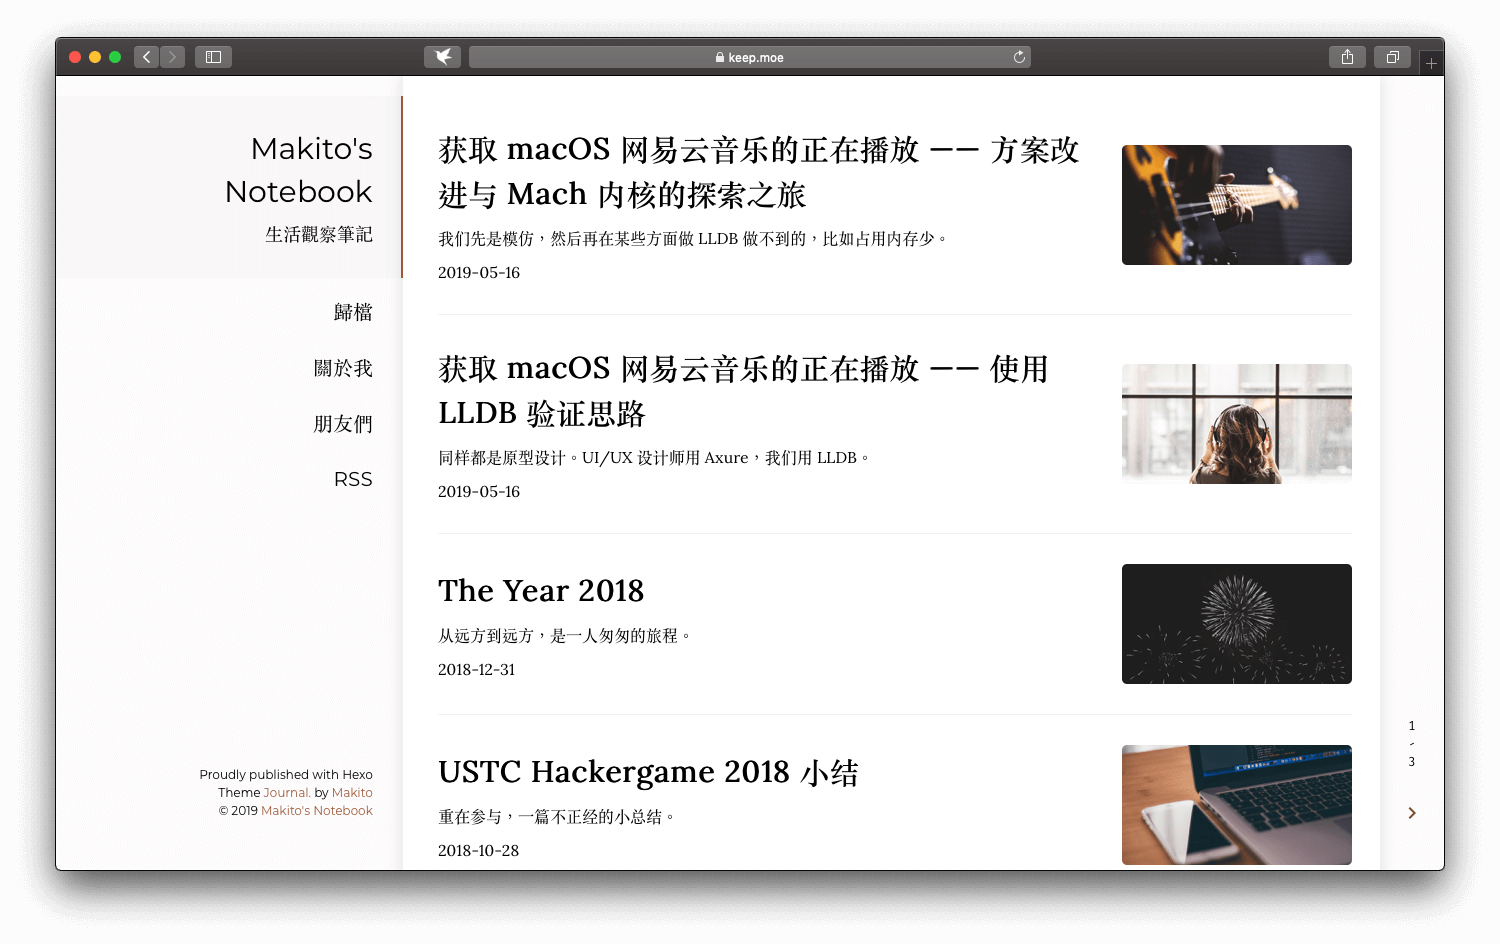 keep.moe
Makito's
Notebook
生活觀察筆記
歸檔
關於我
朋友們
RSS
Proudly published with Hexo
Theme Journal. by Makito
© 2019 Makito's Notebook
获取 macOS 网易云音乐的正在播放 —— 方案改
进与 Mach 内核的探索之旅
我们先是模仿，然后再在某些方面做 LLDB 做不到的，比如占用内存少。
2019-05-16
获取 macOS 网易云音乐的正在播放 —— 使用
LLDB 验证思路
同样都是原型设计。UI/UX 设计师用 Axure，我们用 LLDB。
2019-05-16
The Year 2018
从远方到远方，是一人匆匆的旅程。
2018-12-31
USTC Hackergame 2018 小结
重在参与，一篇不正经的小总结。
2018-10-28
1
-
3